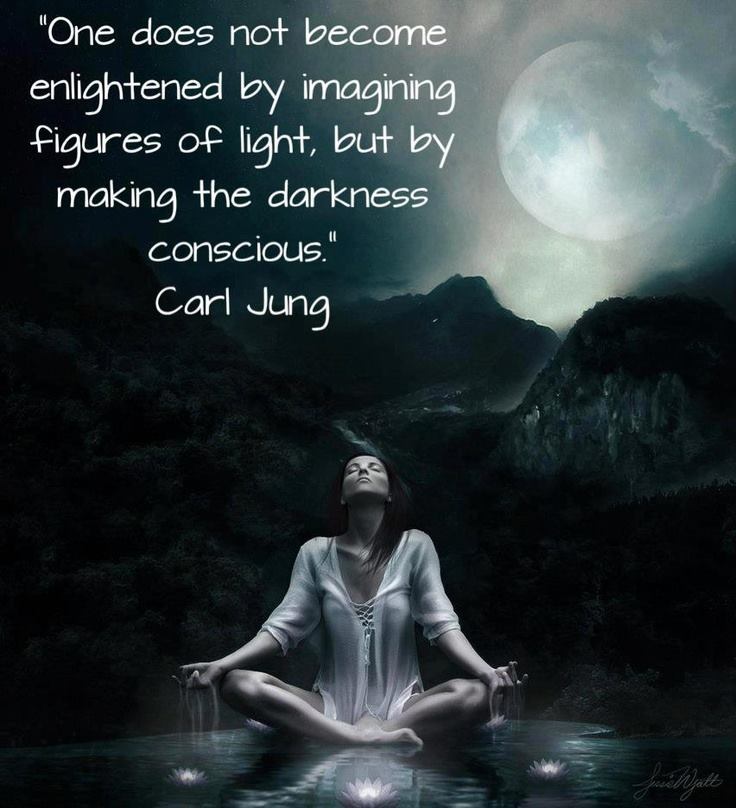 "One does not become
enlightened by imagining
figures of light, but by
making the darkness
conscious."
Carl Jung